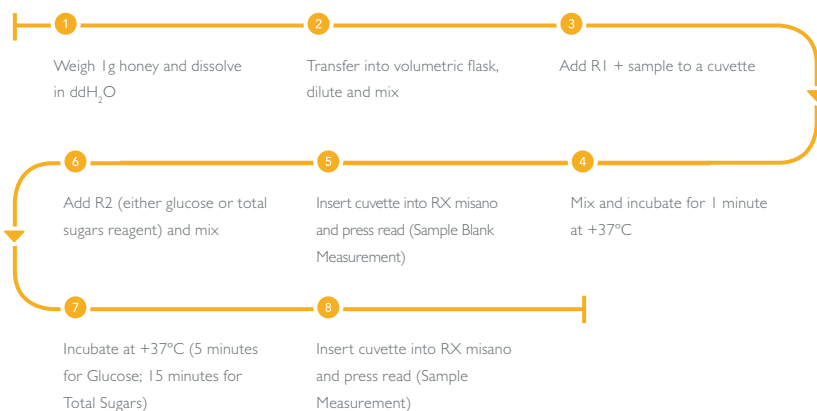 1
Weigh 1g honey and dissolve
in ddH₂O
2
Transfer into volumetric flask,
dilute and mix
3
Add R1 + sample to a cuvette
4
Mix and incubate for 1 minute
at +37ºC
5
Insert cuvette into RX misano
and press read (Sample Blank
Measurement)
6
Add R2 (either glucose or total
sugars reagent) and mix
7
Incubate at +37ºC (5 minutes
for Glucose; 15 minutes for
Total Sugars)
8
Insert cuvette into RX misano
and press read (Sample
Measurement)